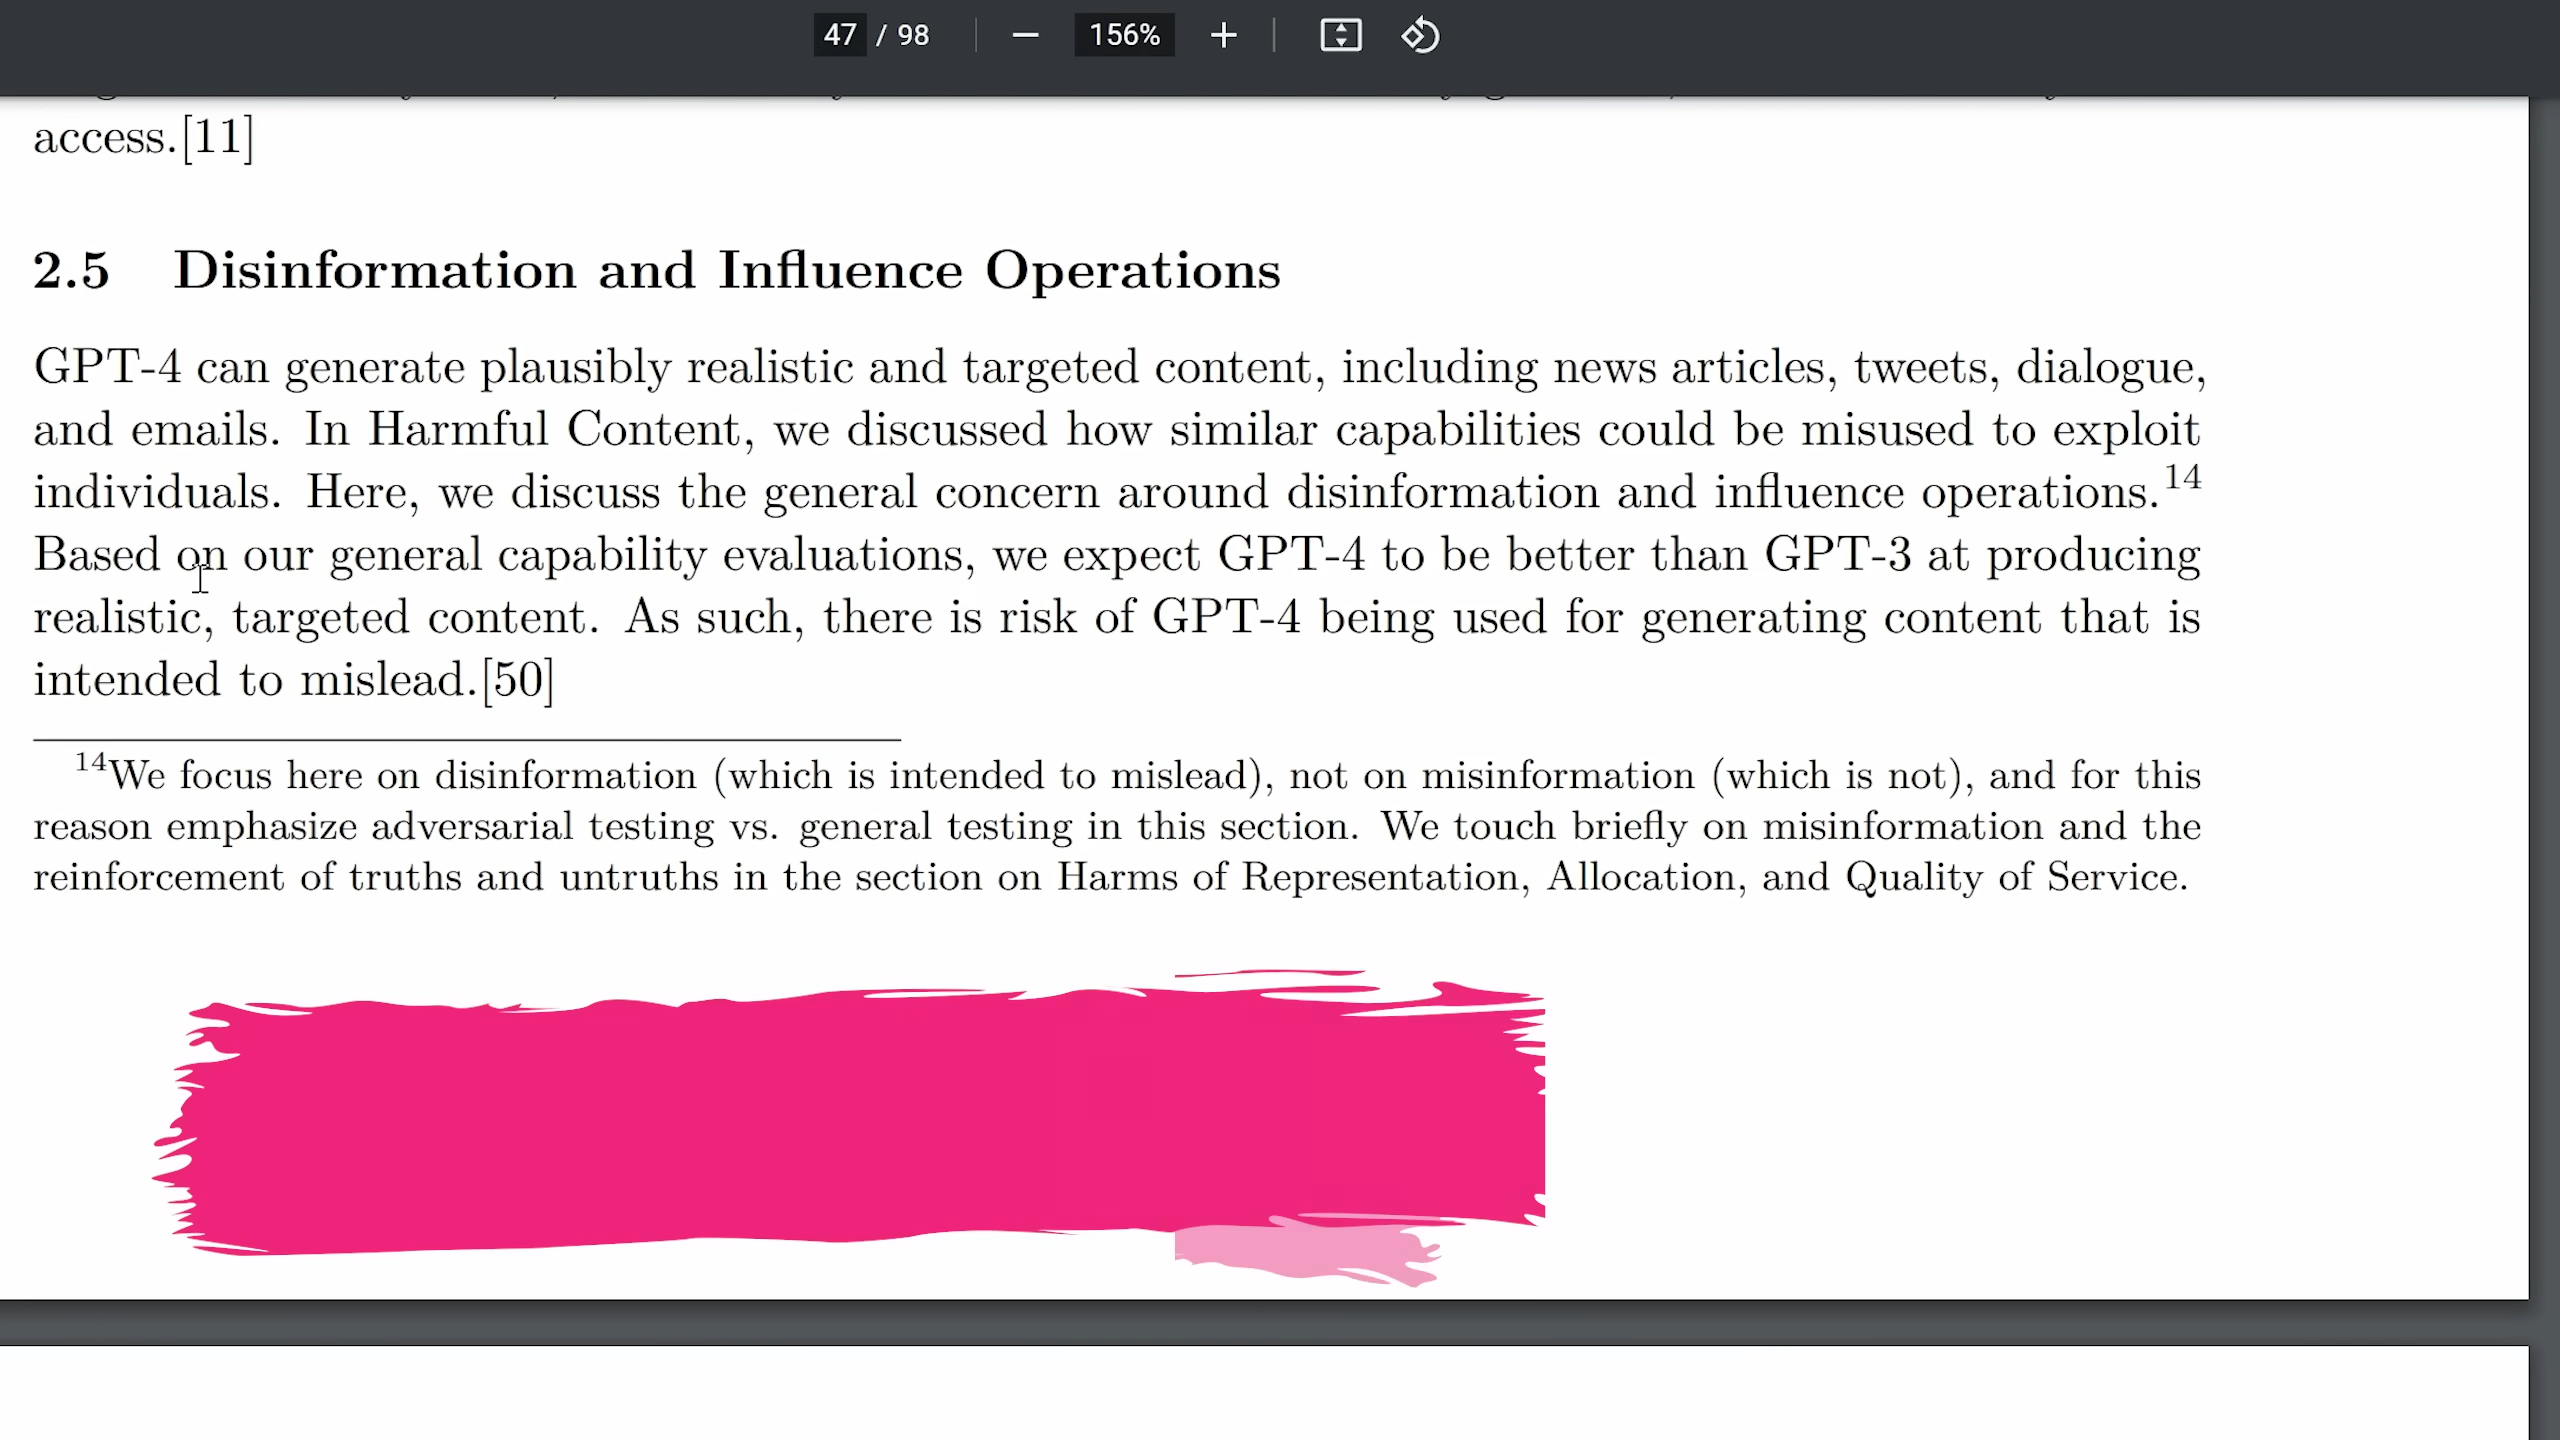 47 / 98 156%
access.[11]
2.5 Disinformation and Influence Operations
GPT-4 can generate plausibly realistic and targeted content, including news articles, tweets, dialogue,
and emails. In Harmful Content, we discussed how similar capabilities could be misused to exploit
individuals. Here, we discuss the general concern around disinformation and influence operations.14
Based on our general capability evaluations, we expect GPT-4 to be better than GPT-3 at producing
realistic, targeted content. As such, there is risk of GPT-4 being used for generating content that is
intended to mislead.[50]
14We focus here on disinformation (which is intended to mislead), not on misinformation (which is not), and for this
reason emphasize adversarial testing vs. general testing in this section. We touch briefly on misinformation and the
reinforcement of truths and untruths in the section on Harms of Representation, Allocation, and Quality of Service.